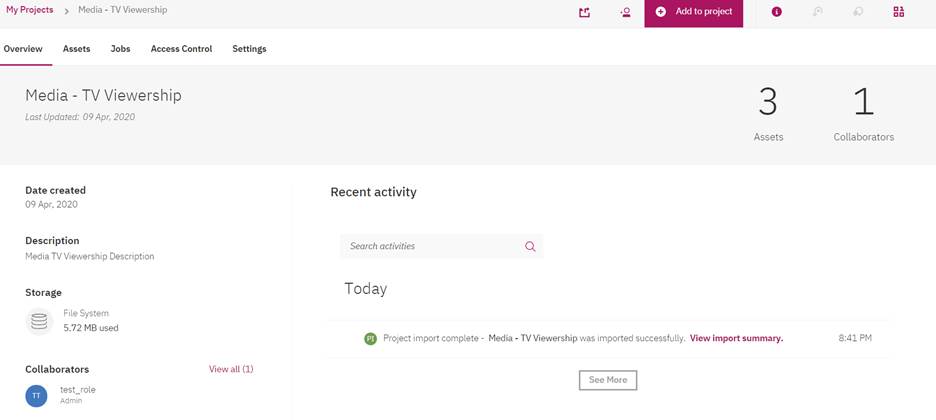 My Projects > Media - TV Viewership
Add to project
Overview Assets Jobs Access Control Settings
Media - TV Viewership
Last Updated: 09 Apr, 2020
3
Assets
1
Collaborators
Date created
09 Apr, 2020
Description
Media TV Viewership Description
Storage
File System
5.72 MB used
Collaborators View all (1)
TT
test_role
Admin
Recent activity
Search activities
Today
PI Project import complete - Media - TV Viewership was imported successfully. View import summary. 8:41 PM
See More